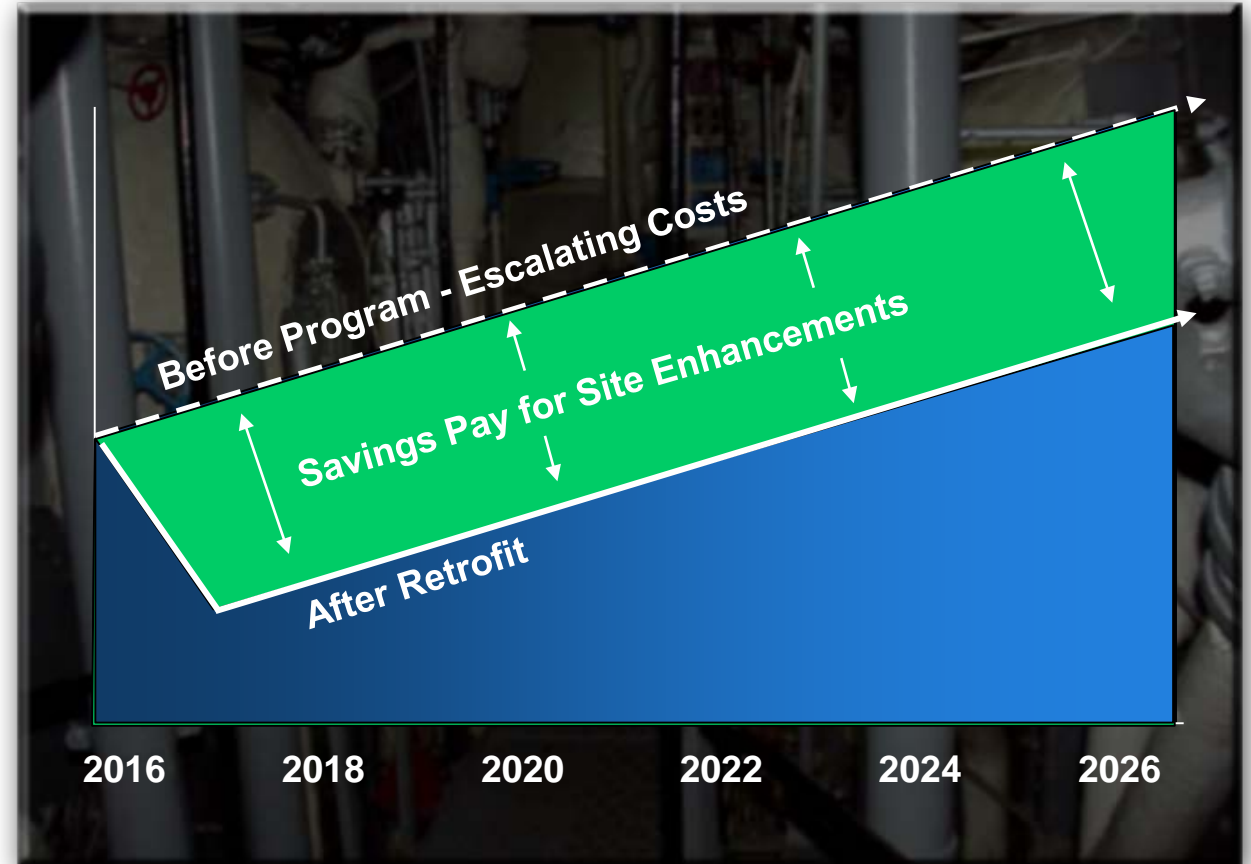 Before Program - Escalating Costs
Savings Pay for Site Enhancements
After Retrofit
2016 2018 2020 2022 2024 2026